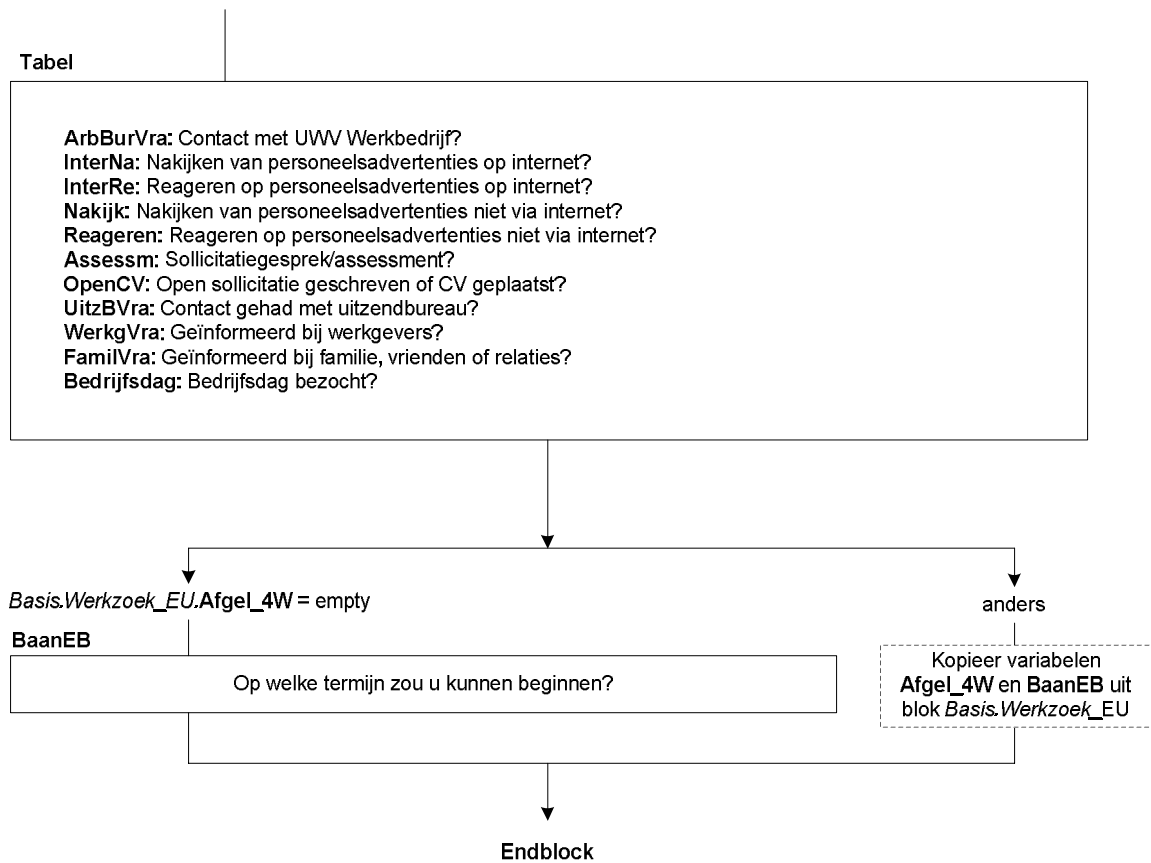 Tabel
ArbBurVra: Contact met UWV Werkbedrijf?
InterNa: Nakijken van personeelsadvertenties op internet?
InterRe: Reageren op personeelsadvertenties op internet?
Nakijk: Nakijken van personeelsadvertenties niet via internet?
Reageren: Reageren op personeelsadvertenties niet via internet?
Assessm: Sollicitatiegesprek/assessment?
OpenCV: Open sollicitatie geschreven of CV geplaatst?
UitzBVra: Contact gehad met uitzendbureau?
WerkgVra: Geïnformeerd bij werkgevers?
FamilVra: Geïnformeerd bij familie, vrienden of relaties?
Bedrijfsdag: Bedrijfsdag bezocht?
Basis.Werkzoek_EU.Afgel_4W = empty
anders
BaanEB
Op welke termijn zou u kunnen beginnen?
Kopieer variabelen
Afgel_4W en BaanEB uit
blok Basis.Werkzoek_EU
Endblock